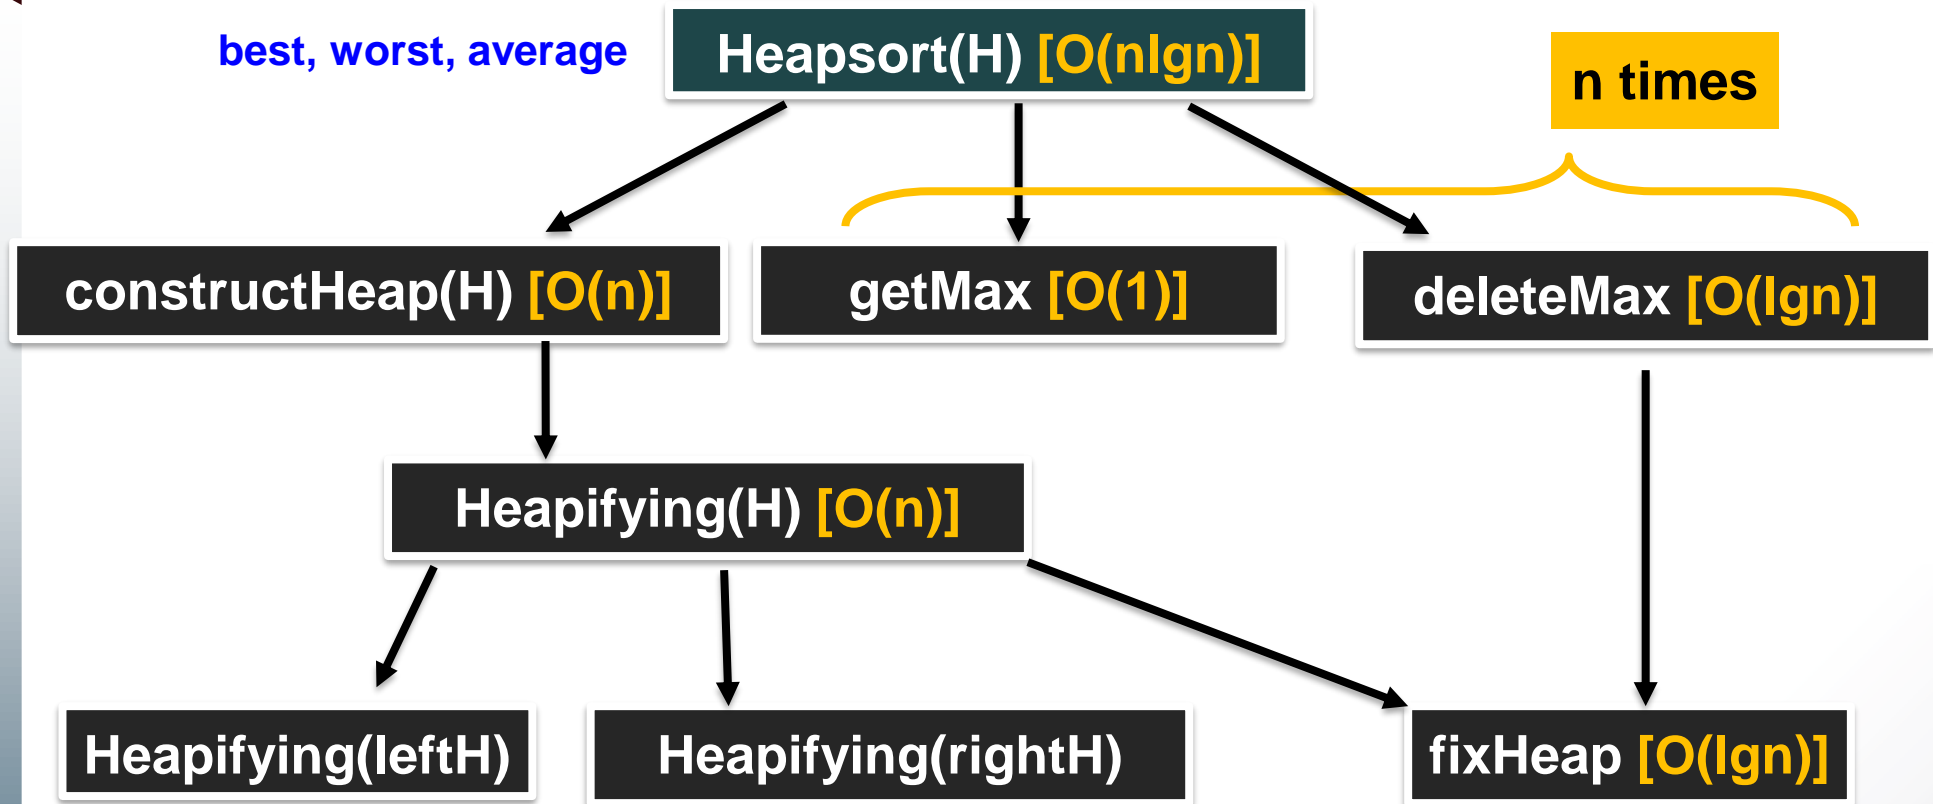 best, worst, average
Heapsort(H) [O(nlgn)]
n times
constructHeap(H) [O(n)]
getMax [O(1)]
deleteMax [O(lgn)]
Heapifying(H) [O(n)]
Heapifying(leftH)
Heapifying(rightH)
fixHeap [O(lgn)]